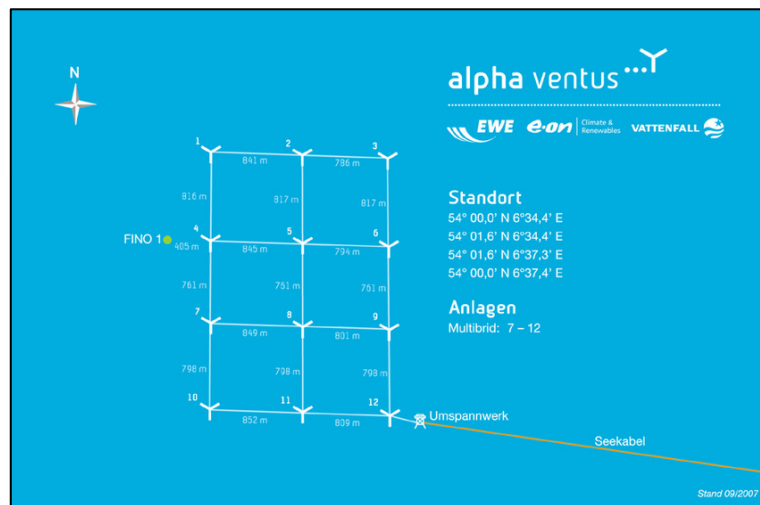 N
alpha ventus
EWE e·on Climate & Renewables VATTENFALL
1 2 3
841 m 786 m
816 m 817 m 817 m
Standort
54° 00,0' N 6°34,4' E
54° 01,6' N 6°34,4' E
54° 01,6' N 6°37,3' E
54° 00,0' N 6°37,4' E
4 5 6
FINO 1
405 m 845 m 794 m
761 m 761 m 761 m
Anlagen
Multibrid: 7 – 12
7 8 9
849 m 801 m
798 m 798 m 798 m
10 11 12
852 m 809 m
Umspannwerk
Seekabel
Stand 09/2007